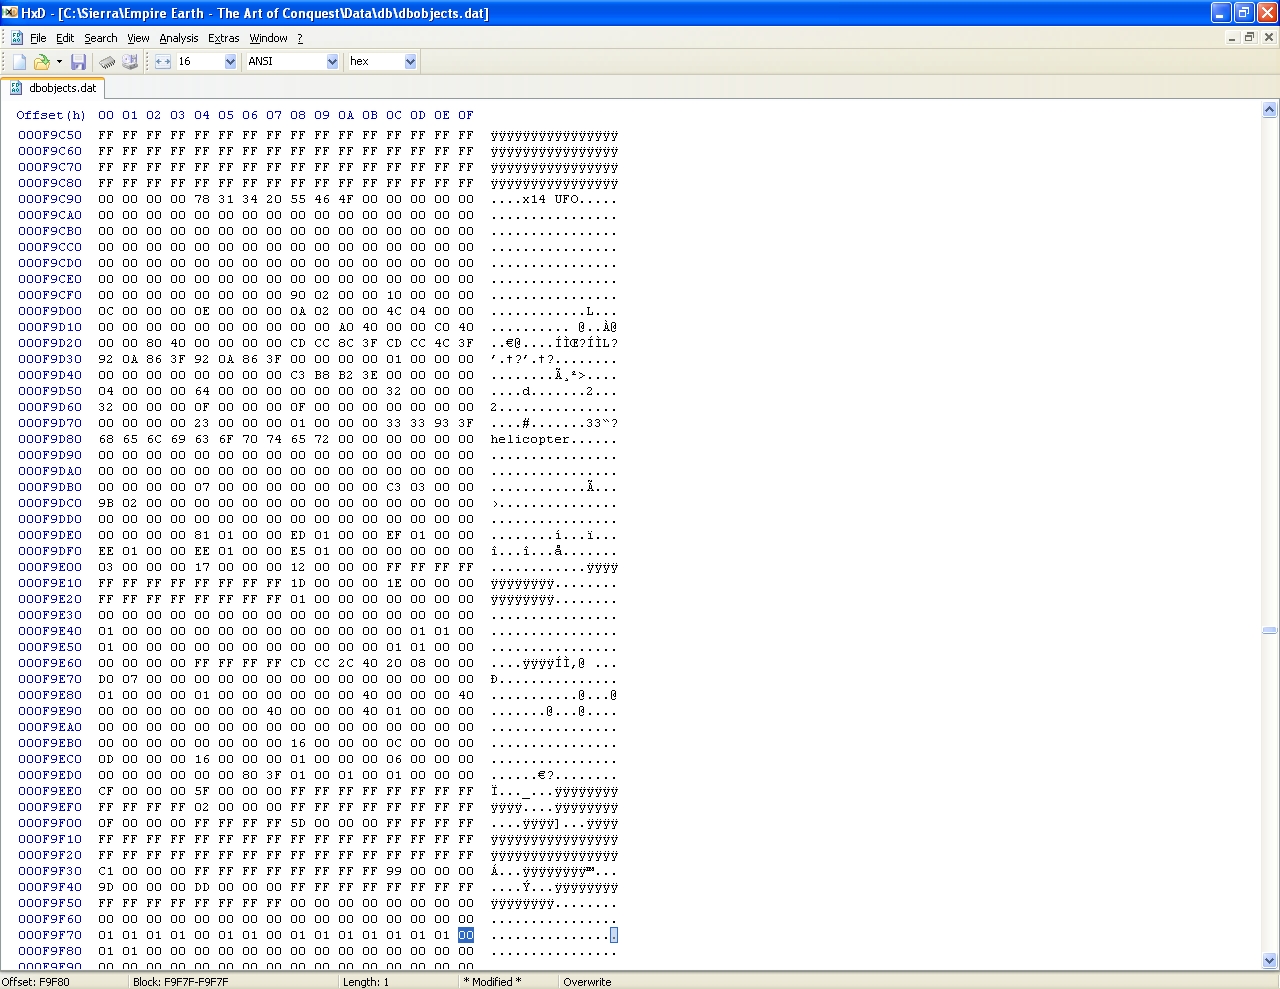 HxD - [C:\Sierra\Empire Earth - The Art of Conquest\Data\db\dbobjects.dat]
File Edit Search View Analysis Extras Window ?
16 ANSI hex
dbobjects.dat
Offset(h) 00 01 02 03 04 05 06 07 08 09 0A 0B 0C 0D 0E 0F
000F9C50 FF FF FF FF FF FF FF FF FF FF FF FF FF FF FF FF ÿÿÿÿÿÿÿÿÿÿÿÿÿÿÿÿ
000F9C60 FF FF FF FF FF FF FF FF FF FF FF FF FF FF FF FF ÿÿÿÿÿÿÿÿÿÿÿÿÿÿÿÿ
000F9C70 FF FF FF FF FF FF FF FF FF FF FF FF FF FF FF FF ÿÿÿÿÿÿÿÿÿÿÿÿÿÿÿÿ
000F9C80 FF FF FF FF FF FF FF FF FF FF FF FF FF FF FF FF ÿÿÿÿÿÿÿÿÿÿÿÿÿÿÿÿ
000F9C90 00 00 00 00 78 31 34 20 55 46 4F 00 00 00 00 00 ....x14 UFO.....
000F9CA0 00 00 00 00 00 00 00 00 00 00 00 00 00 00 00 00 ................
000F9CB0 00 00 00 00 00 00 00 00 00 00 00 00 00 00 00 00 ................
000F9CC0 00 00 00 00 00 00 00 00 00 00 00 00 00 00 00 00 ................
000F9CD0 00 00 00 00 00 00 00 00 00 00 00 00 00 00 00 00 ................
000F9CE0 00 00 00 00 00 00 00 00 00 00 00 00 00 00 00 00 ................
000F9CF0 00 00 00 00 00 00 00 00 90 02 00 00 10 00 00 00 ................
000F9D00 0C 00 00 00 0E 00 00 00 0A 02 00 00 4C 04 00 00 ............L...
000F9D10 00 00 00 00 00 00 00 00 00 00 A0 40 00 00 C0 40 .......... @..À@
000F9D20 00 00 80 40 00 00 00 00 CD CC 8C 3F CD CC 4C 3F ..€@....ÍÌŒ?ÍÌL?
000F9D30 92 0A 86 3F 92 0A 86 3F 00 00 00 00 01 00 00 00 ’.†?’.†?........
000F9D40 00 00 00 00 00 00 00 00 C3 B8 B2 3E 00 00 00 00 ........Ã¸²>....
000F9D50 04 00 00 00 64 00 00 00 00 00 00 00 32 00 00 00 ....d.......2...
000F9D60 32 00 00 00 0F 00 00 00 0F 00 00 00 00 00 00 00 2...............
000F9D70 00 00 00 00 23 00 00 00 01 00 00 00 33 33 93 3F ....#.......33“?
000F9D80 68 65 6C 69 63 6F 70 74 65 72 00 00 00 00 00 00 helicopter......
000F9D90 00 00 00 00 00 00 00 00 00 00 00 00 00 00 00 00 ................
000F9DA0 00 00 00 00 00 00 00 00 00 00 00 00 00 00 00 00 ................
000F9DB0 00 00 00 00 07 00 00 00 00 00 00 00 C3 03 00 00 ............Ã...
000F9DC0 9B 02 00 00 00 00 00 00 00 00 00 00 00 00 00 00 ›...............
000F9DD0 00 00 00 00 00 00 00 00 00 00 00 00 00 00 00 00 ................
000F9DE0 00 00 00 00 81 01 00 00 ED 01 00 00 EF 01 00 00 ........í...ï...
000F9DF0 EE 01 00 00 EE 01 00 00 E5 01 00 00 00 00 00 00 î...î...å.......
000F9E00 03 00 00 00 17 00 00 00 12 00 00 00 FF FF FF FF ............ÿÿÿÿ
000F9E10 FF FF FF FF FF FF FF FF 1D 00 00 00 1E 00 00 00 ÿÿÿÿÿÿÿÿ........
000F9E20 FF FF FF FF FF FF FF FF 01 00 00 00 00 00 00 00 ÿÿÿÿÿÿÿÿ........
000F9E30 00 00 00 00 00 00 00 00 00 00 00 00 00 00 00 00 ................
000F9E40 01 00 00 00 00 00 00 00 00 00 00 00 00 01 01 00 ................
000F9E50 01 00 00 00 00 00 00 00 00 00 00 00 01 01 00 00 ................
000F9E60 00 00 00 00 FF FF FF FF CD CC 2C 40 20 08 00 00 ....ÿÿÿÿÍÌ,@ ...
000F9E70 D0 07 00 00 00 00 00 00 00 00 00 00 00 00 00 00 Ð...............
000F9E80 01 00 00 00 01 00 00 00 00 00 00 40 00 00 00 40 ...........@...@
000F9E90 00 00 00 00 00 00 00 40 00 00 00 40 01 00 00 00 .......@...@....
000F9EA0 00 00 00 00 00 00 00 00 00 00 00 00 00 00 00 00 ................
000F9EB0 00 00 00 00 00 00 00 00 16 00 00 00 0C 00 00 00 ................
000F9EC0 0D 00 00 00 16 00 00 00 01 00 00 00 06 00 00 00 ................
000F9ED0 00 00 00 00 00 00 80 3F 01 00 01 00 01 00 00 00 ......€?........
000F9EE0 CF 00 00 00 5F 00 00 00 FF FF FF FF FF FF FF FF Ï..._...ÿÿÿÿÿÿÿÿ
000F9EF0 FF FF FF FF 02 00 00 00 FF FF FF FF FF FF FF FF ÿÿÿÿ....ÿÿÿÿÿÿÿÿ
000F9F00 0F 00 00 00 FF FF FF FF 5D 00 00 00 FF FF FF FF ....ÿÿÿÿ]...ÿÿÿÿ
000F9F10 FF FF FF FF FF FF FF FF FF FF FF FF FF FF FF FF ÿÿÿÿÿÿÿÿÿÿÿÿÿÿÿÿ
000F9F20 FF FF FF FF FF FF FF FF FF FF FF FF FF FF FF FF ÿÿÿÿÿÿÿÿÿÿÿÿÿÿÿÿ
000F9F30 C1 00 00 00 FF FF FF FF FF FF FF FF 99 00 00 00 Á...ÿÿÿÿÿÿÿÿ™...
000F9F40 9D 00 00 00 DD 00 00 00 FF FF FF FF FF FF FF FF ....Ý...ÿÿÿÿÿÿÿÿ
000F9F50 FF FF FF FF FF FF FF FF 00 00 00 00 00 00 00 00 ÿÿÿÿÿÿÿÿ........
000F9F60 00 00 00 00 00 00 00 00 00 00 00 00 00 00 00 00 ................
000F9F70 01 01 01 01 00 01 01 00 01 01 01 01 01 01 01 00 ................
000F9F80 01 01 00 00 00 00 00 00 00 00 00 00 00 00 00 00 ................
000F9F90 00 00 00 00 00 00 00 00 00 00 00 00 00 00 00 00
Offset: F9F80 Block: F9F7F-F9F7F Length: 1 * Modified * Overwrite